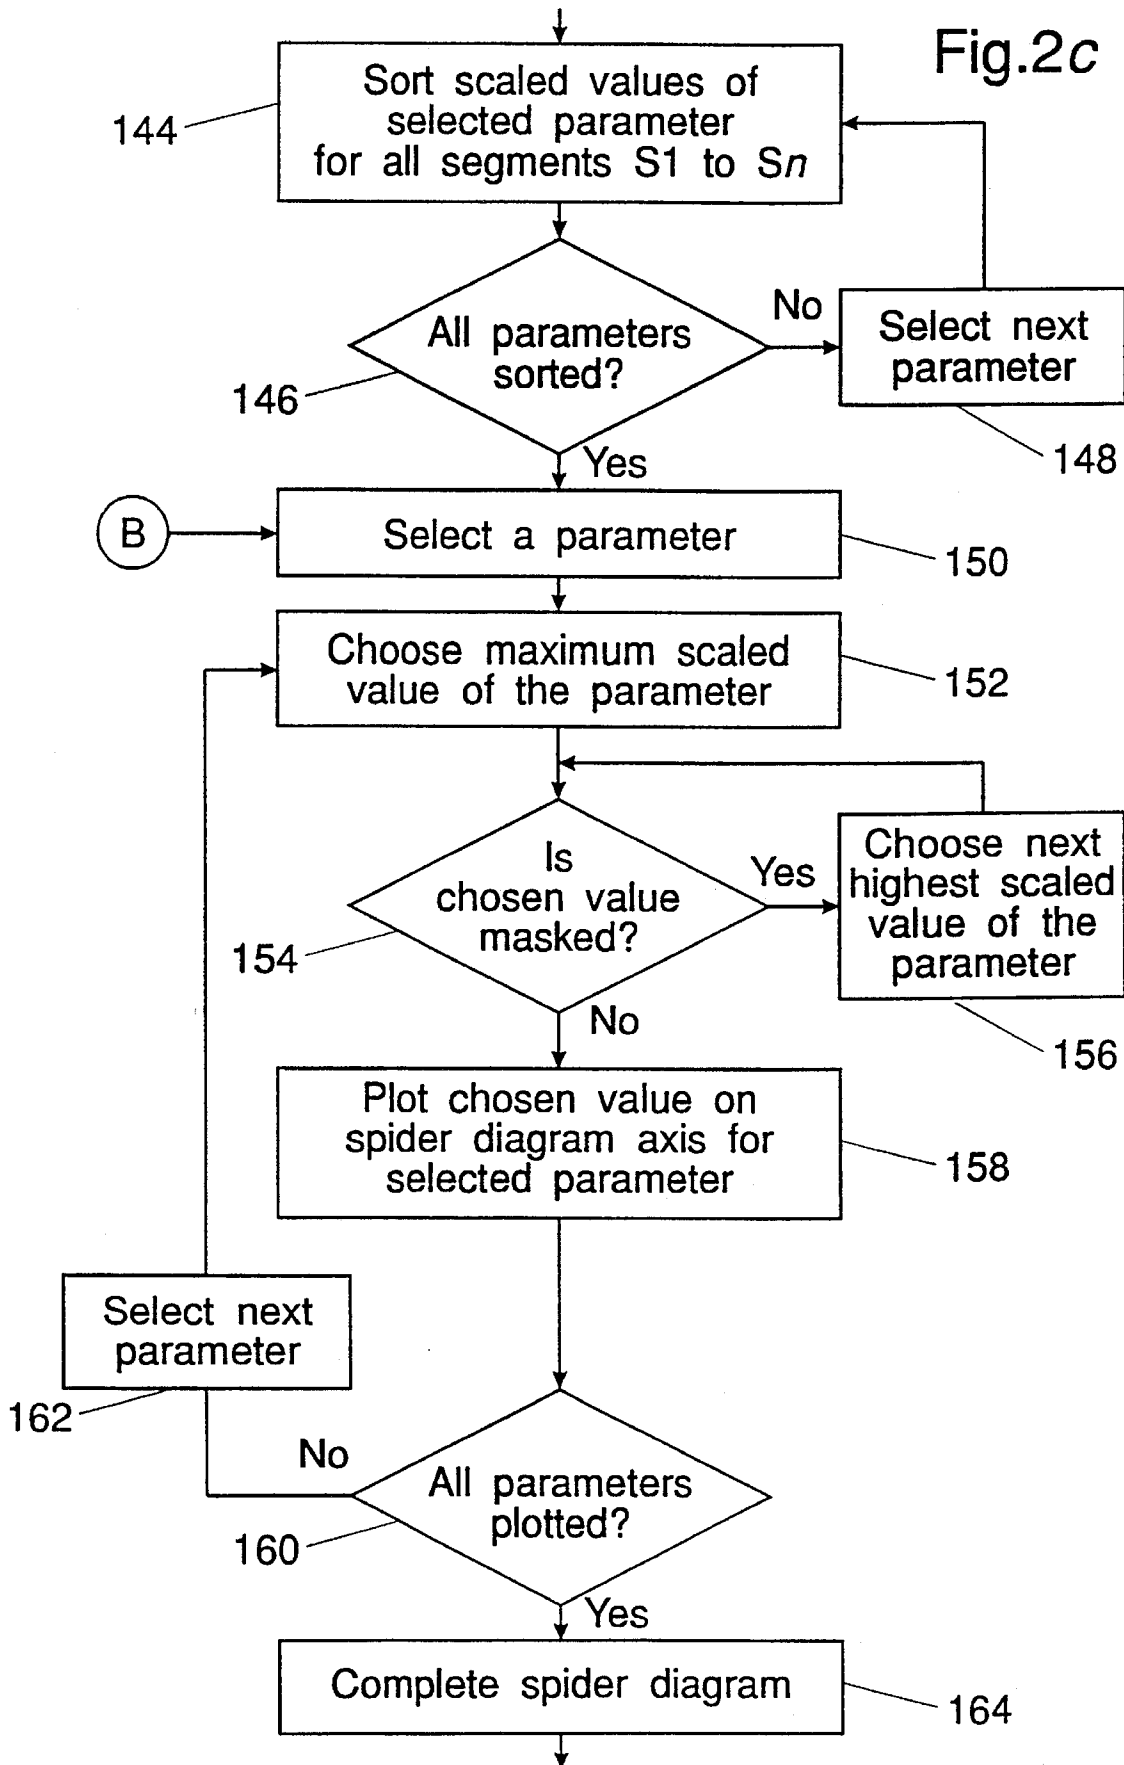 Fig.2c
Sort scaled values of
selected parameter
for all segments S1 to Sn
144
All parameters
sorted?
146
No
Select next
parameter
148
Yes
B
Select a parameter
150
Choose maximum scaled
value of the parameter
152
Is
chosen value
masked?
154
Yes
Choose next
highest scaled
value of the
parameter
156
No
Plot chosen value on
spider diagram axis for
selected parameter
158
Select next
parameter
162
No
All parameters
plotted?
160
Yes
Complete spider diagram
164